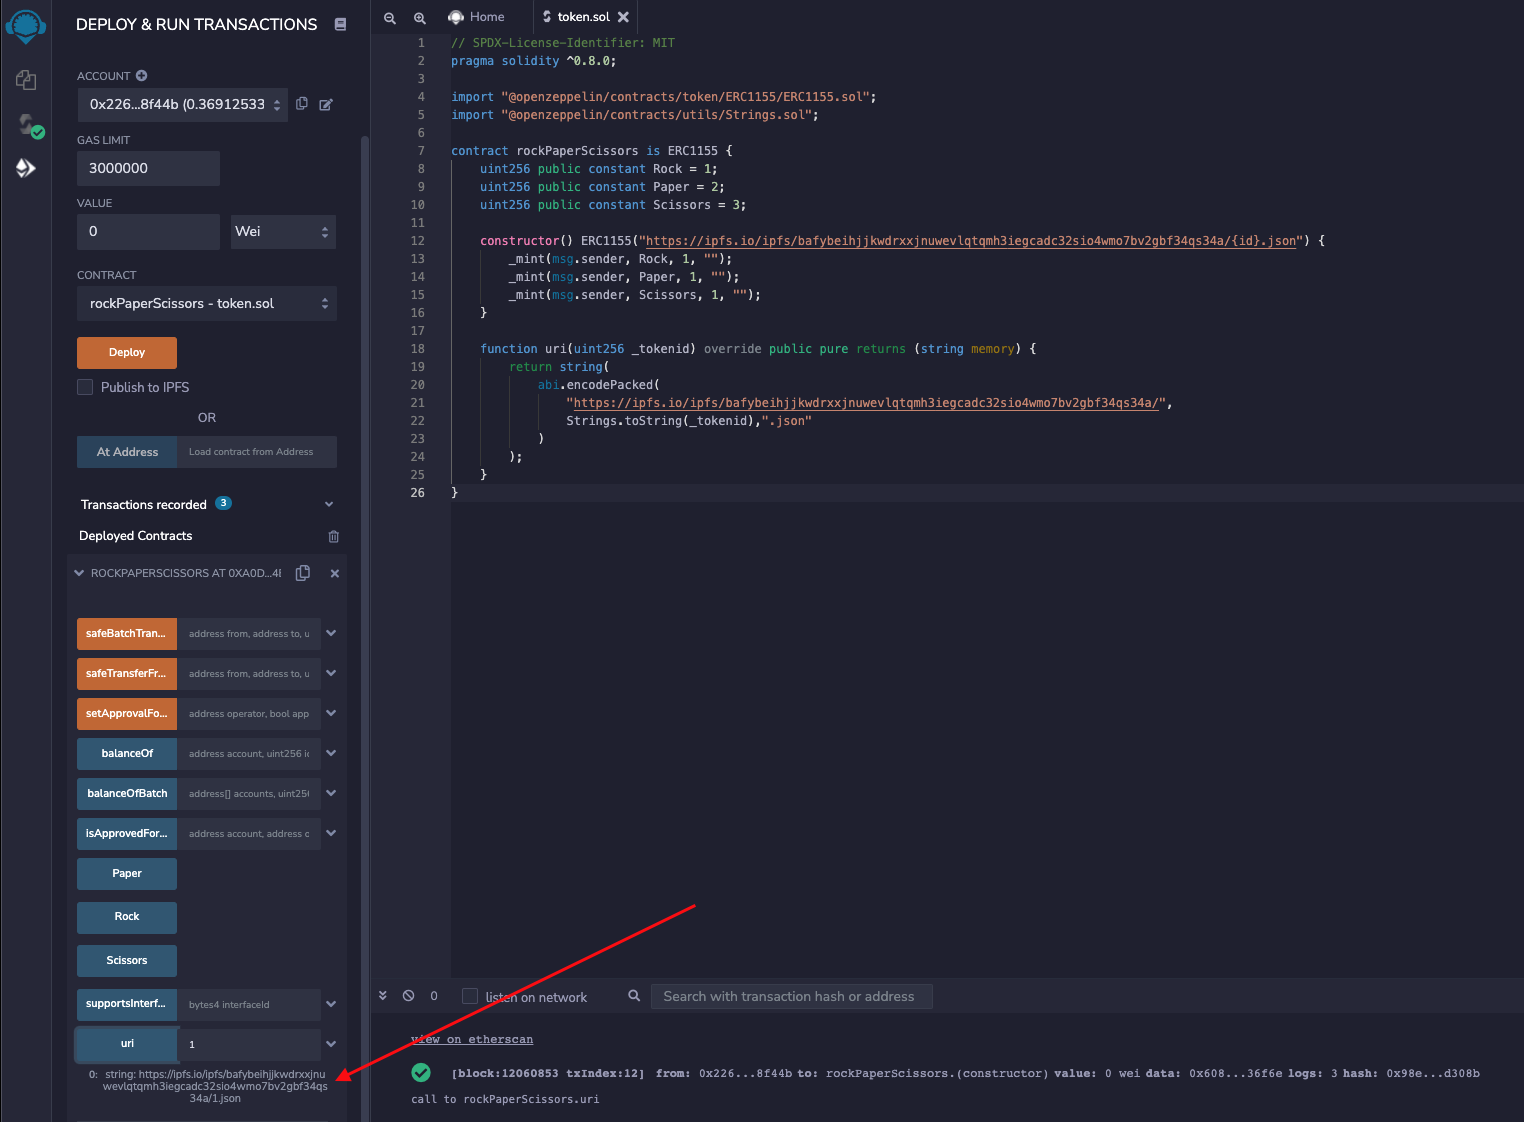 DEPLOY & RUN TRANSACTIONS
ACCOUNT
0x226...8f44b (0.36912533
GAS LIMIT
3000000
VALUE
0
Wei
CONTRACT
rockPaperScissors - token.sol
Deploy
Publish to IPFS
OR
At Address
Load contract from Address
Transactions recorded 3
Deployed Contracts
ROCKPAPERSCISSORS AT 0XA0D...4E
safeBatchTran... address from, address to, u
safeTransferFr... address from, address to, u
setApprovalFo... address operator, bool app
balanceOf address account, uint256 ic
balanceOfBatch address[] accounts, uint25
isApprovedFor... address account, address c
Paper
Rock
Scissors
supportsInterf... bytes4 interfaceId
uri 1
0: string: https://ipfs.io/ipfs/bafybeihjjkwdrxxjnu
wevlqtqmh3iegcadc32sio4wmo7bv2gbf34qs
34a/1.json
Home
token.sol
1 // SPDX-License-Identifier: MIT
2 pragma solidity ^0.8.0;
3
4 import "@openzeppelin/contracts/token/ERC1155/ERC1155.sol";
5 import "@openzeppelin/contracts/utils/Strings.sol";
6
7 contract rockPaperScissors is ERC1155 {
8 uint256 public constant Rock = 1;
9 uint256 public constant Paper = 2;
10 uint256 public constant Scissors = 3;
11
12 constructor() ERC1155("https://ipfs.io/ipfs/bafybeihjjkwdrxxjnuwevlqtqmh3iegcadc32sio4wmo7bv2gbf34qs34a/{id}.json") {
13 _mint(msg.sender, Rock, 1, "");
14 _mint(msg.sender, Paper, 1, "");
15 _mint(msg.sender, Scissors, 1, "");
16 }
17
18 function uri(uint256 _tokenid) override public pure returns (string memory) {
19 return string(
20 abi.encodePacked(
21 "https://ipfs.io/ipfs/bafybeihjjkwdrxxjnuwevlqtqmh3iegcadc32sio4wmo7bv2gbf34qs34a/",
22 Strings.toString(_tokenid),".json"
23 )
24 );
25 }
26 }
0
listen on network
Search with transaction hash or address
view on etherscan
[block:12060853 txIndex:12] from: 0x226...8f44b to: rockPaperScissors.(constructor) value: 0 wei data: 0x608...36f6e logs: 3 hash: 0x98e...d308b
call to rockPaperScissors.uri